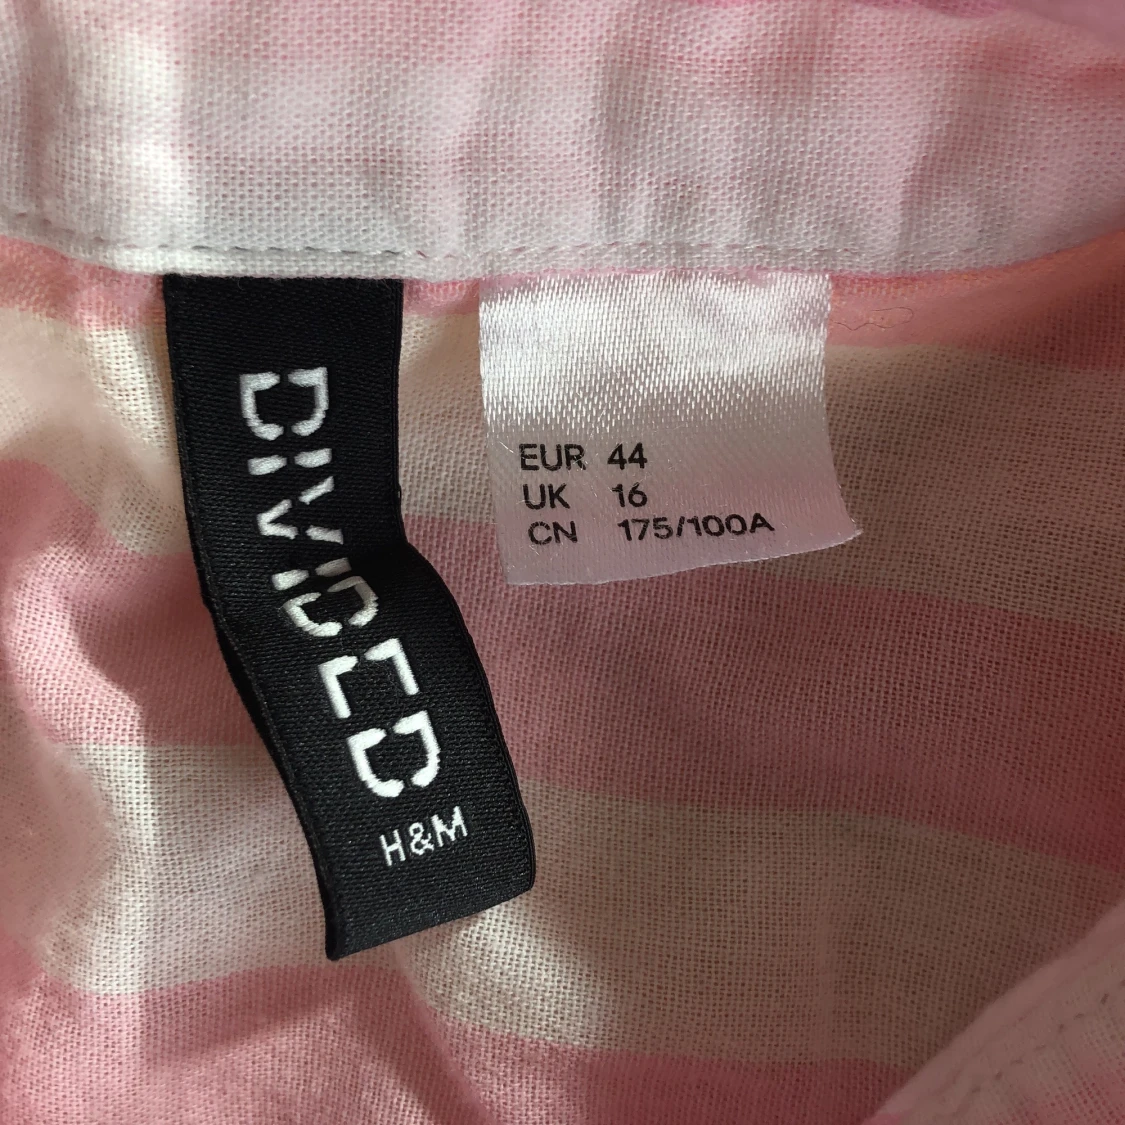 DIVIDED
H&M
EUR 44
UK 16
CN 175/100A